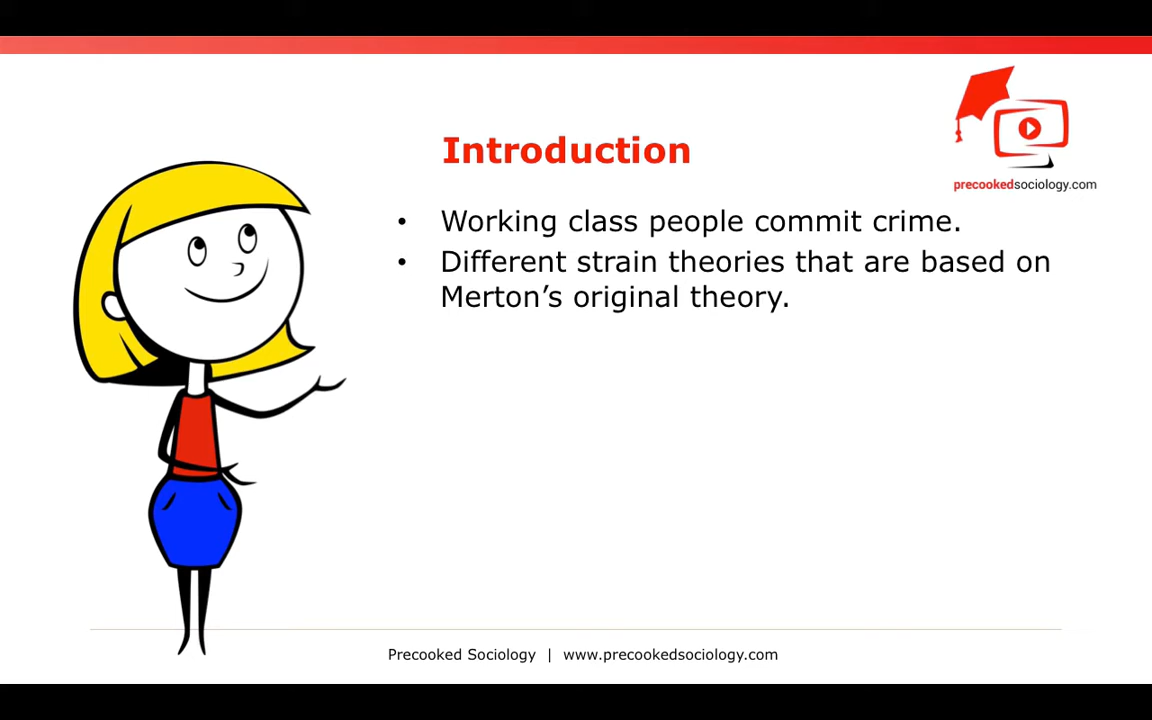 Introduction
precookedsociology.com
• Working class people commit crime.
• Different strain theories that are based on
Merton’s original theory.
Precooked Sociology | www.precookedsociology.com